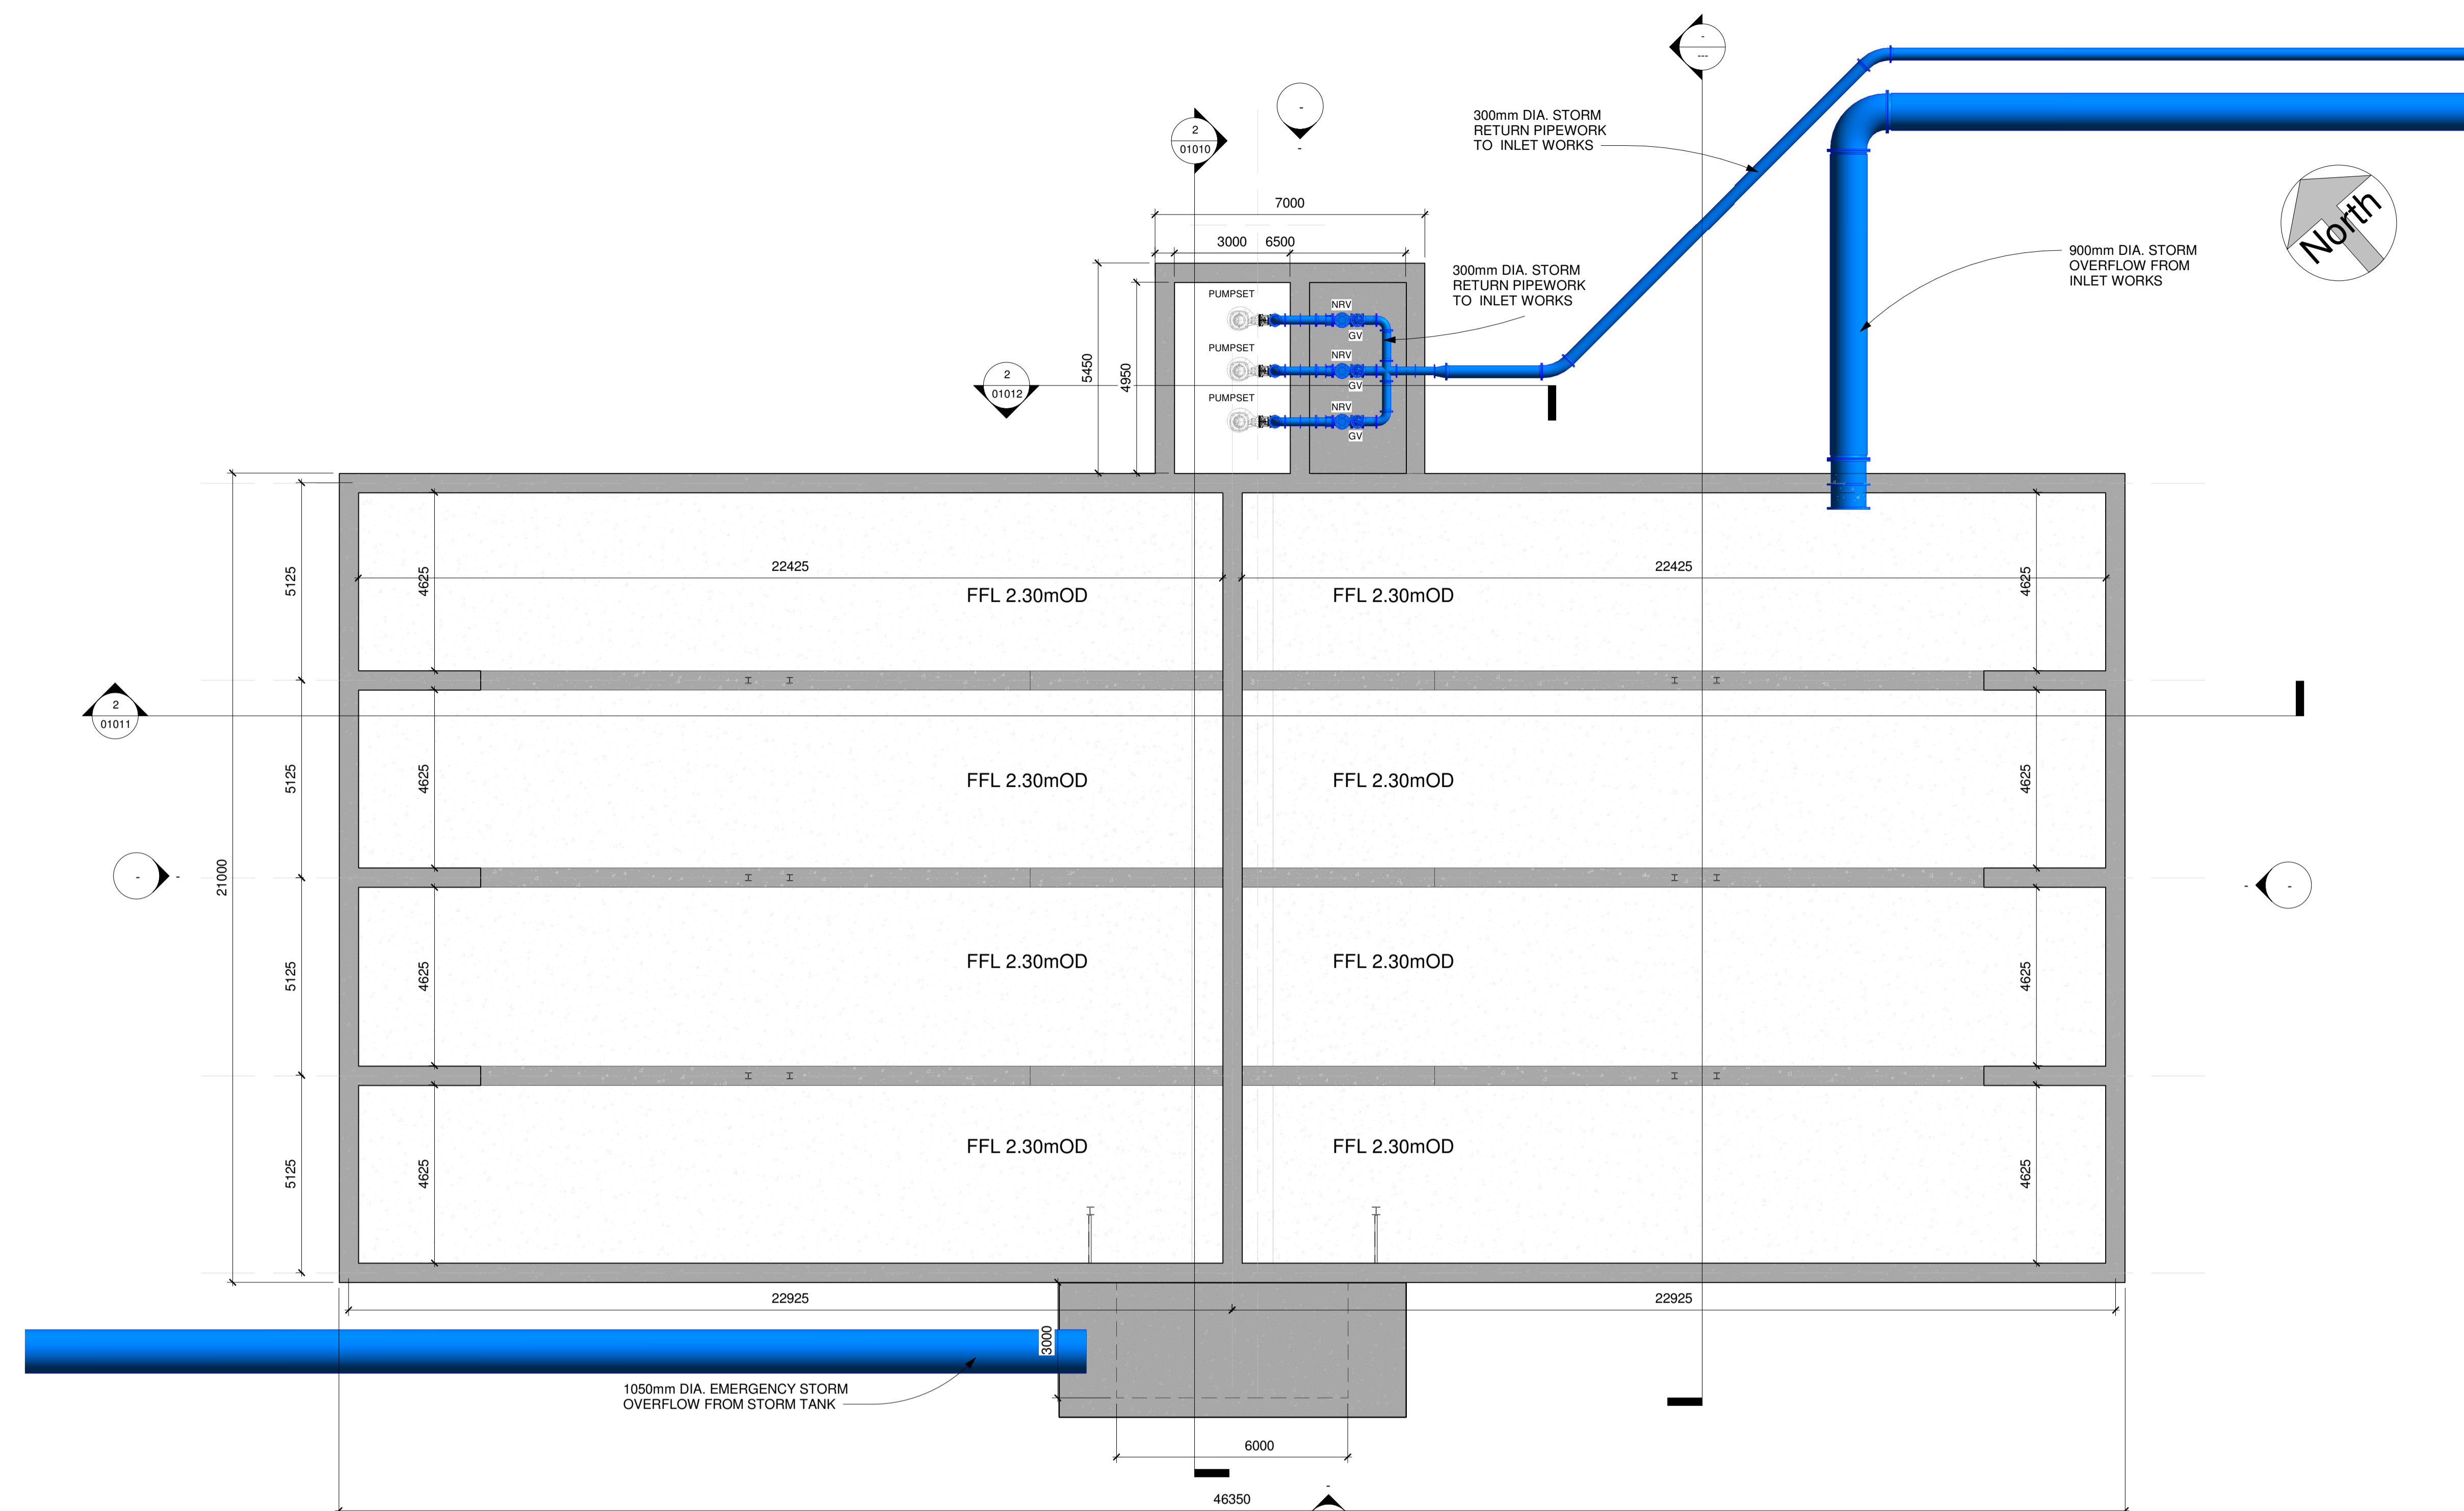 -
---
-
-
2
01010
300mm DIA. STORM
RETURN PIPEWORK
TO INLET WORKS
North
7000
3000
6500
900mm DIA. STORM
OVERFLOW FROM
INLET WORKS
300mm DIA. STORM
RETURN PIPEWORK
TO INLET WORKS
PUMPSET
NRV
GV
PUMPSET
NRV
GV
PUMPSET
NRV
GV
5450
4950
2
01012
22425
22425
5125
4625
4625
FFL 2.30mOD
FFL 2.30mOD
2
01011
5125
4625
4625
FFL 2.30mOD
FFL 2.30mOD
-
-
21000
-
-
5125
4625
4625
FFL 2.30mOD
FFL 2.30mOD
5125
4625
4625
FFL 2.30mOD
FFL 2.30mOD
22925
22925
3000
1050mm DIA. EMERGENCY STORM
OVERFLOW FROM STORM TANK
6000
-
46350